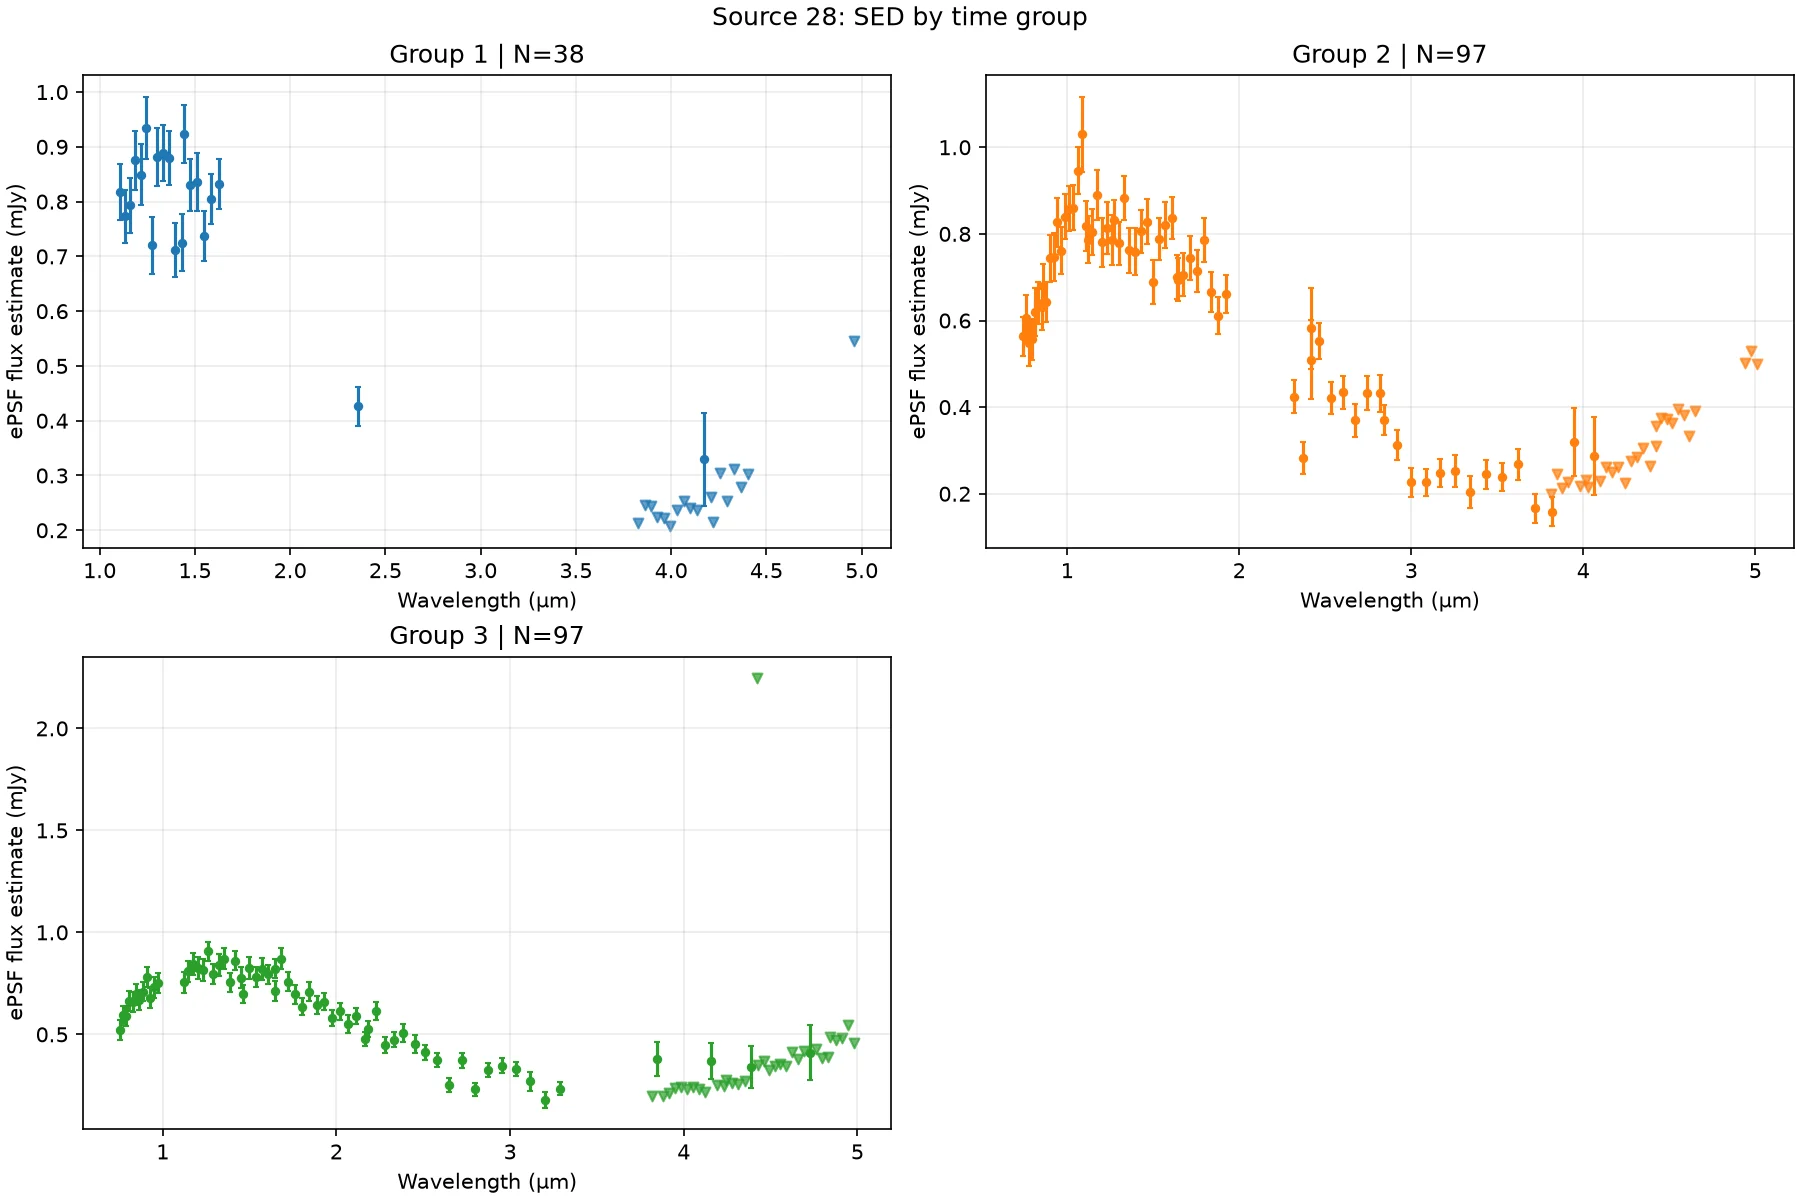 Source 28: SED by time group
Group 1 | N=38
ePSF flux estimate (mJy)
1.0
0.9
0.8
0.7
0.6
0.5
0.4
0.3
0.2
1.0 1.5 2.0 2.5 3.0 3.5 4.0 4.5 5.0
Wavelength (µm)
Group 2 | N=97
ePSF flux estimate (mJy)
1.0
0.8
0.6
0.4
0.2
1 2 3 4 5
Wavelength (µm)
Group 3 | N=97
ePSF flux estimate (mJy)
2.0
1.5
1.0
0.5
1 2 3 4 5
Wavelength (µm)